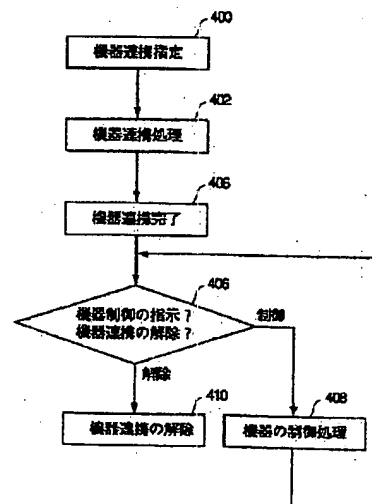 400
機器連携指定
402
機器連携処理
405
機器連携完了
406
機器制御の指示?
機器連携の解除?
制御
解除
410
機器連携の解除
408
機器の制御処理